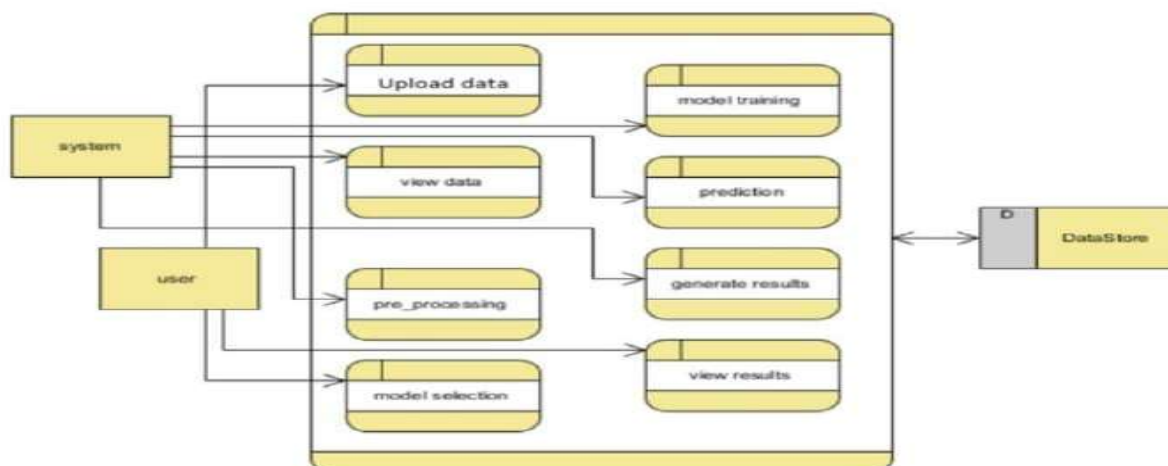 Upload data
model training
system
view data
prediction
D
DataStore
user
pre_processing
generate results
model selection
view results